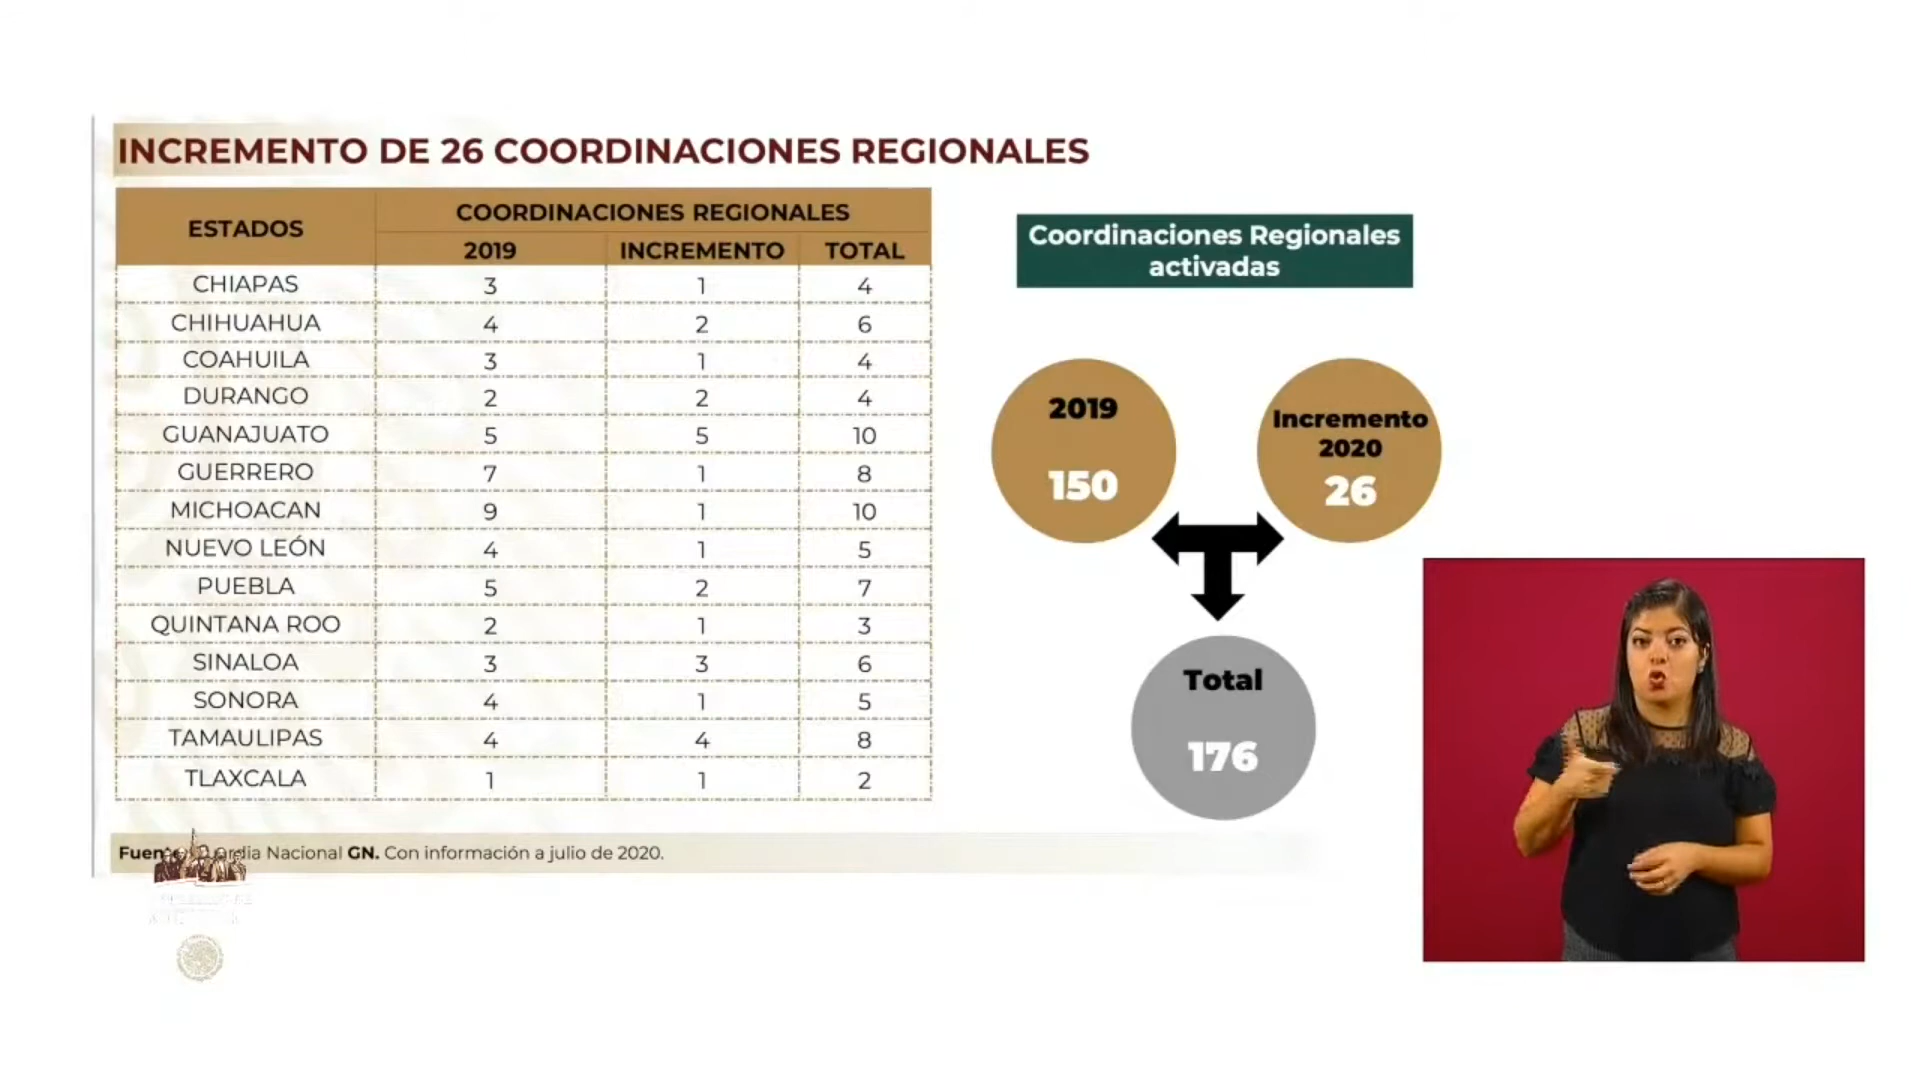 INCREMENTO DE 26 COORDINACIONES REGIONALES
ESTADOS
COORDINACIONES REGIONALES
2019 INCREMENTO TOTAL
CHIAPAS 3 1 4
CHIHUAHUA 4 2 6
COAHUILA 3 1 4
DURANGO 2 2 4
GUANAJUATO 5 5 10
GUERRERO 7 1 8
MICHOACAN 9 1 10
NUEVO LEÓN 4 1 5
PUEBLA 5 2 7
QUINTANA ROO 2 1 3
SINALOA 3 3 6
SONORA 4 1 5
TAMAULIPAS 4 4 8
TLAXCALA 1 1 2
Coordinaciones Regionales
activadas
2019
150
Incremento
2020
26
Total
176
Nacional GN. Con información a julio de 2020.